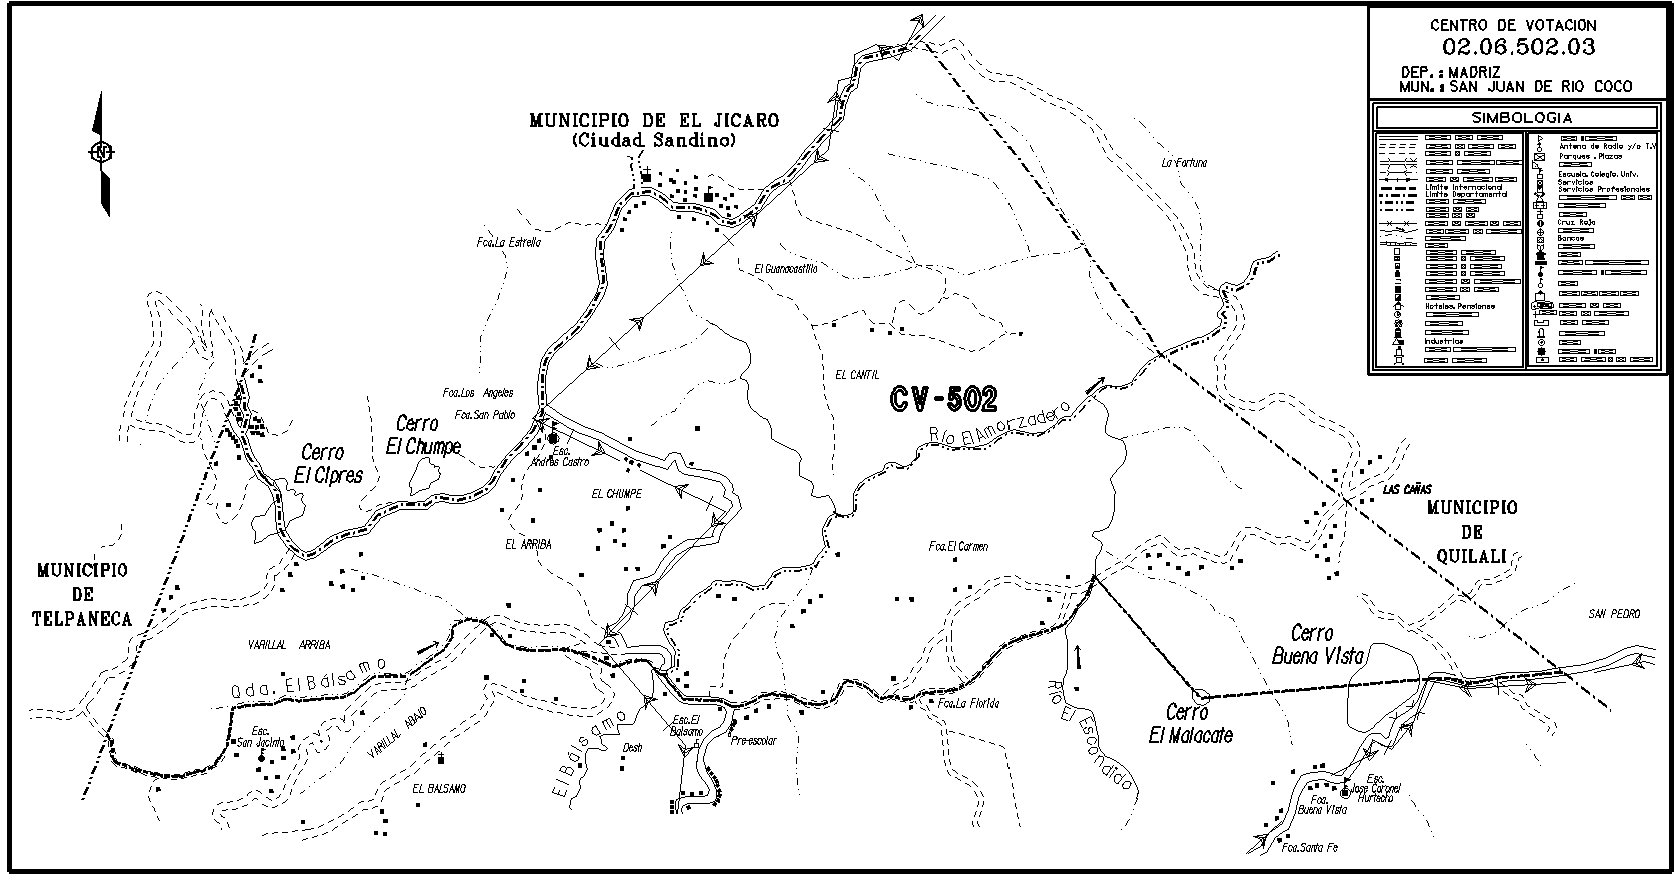 CENTRO DE VOTACION
02.06.502.03
DEP.: MADRIZ
MUN.: SAN JUAN DE RIO COCO
SIMBOLOGIA
Limite Internacional
Limite Departamental
Hoteles. Pensiones
Industrias
Antena de Radio y/o T.V
Parques . Plazas
Escuela. Colegio. Univ.
Servicios
Servicios Profesionales
Cruz Roja
Bancos
N
MUNICIPIO DE EL JICARO
(Ciudad Sandino)
La Fortuna
Fca.La Estrella
El Guanacastillo
EL CANTIL
CV-502
Fca.Los Angeles
Fca.San Pablo
Cerro
El Chumpe
Cerro
El Cipres
Río El Amorzadero
Esc.
Andres Castro
EL CHUMPE
EL ARRIBA
Fca.El Carmen
LAS CAÑAS
MUNICIPIO
DE
QUILALI
MUNICIPIO
DE
TELPANECA
SAN PEDRO
VARILLAL ARRIBA
Qda. El Bálsamo
Cerro
Buena Vista
Cerro
El Malacate
Río El Escondido
Fca.La Florida
Esc.
San Jacinto
VARILLAL ABAJO
EL BALSAMO
El Bálsamo
Esc.El
Balsamo
Desh
Pre-escolar
Esc.
Jose Coronel
Hurtecho
Fca.
Buena Vista
Fca.Santa Fe